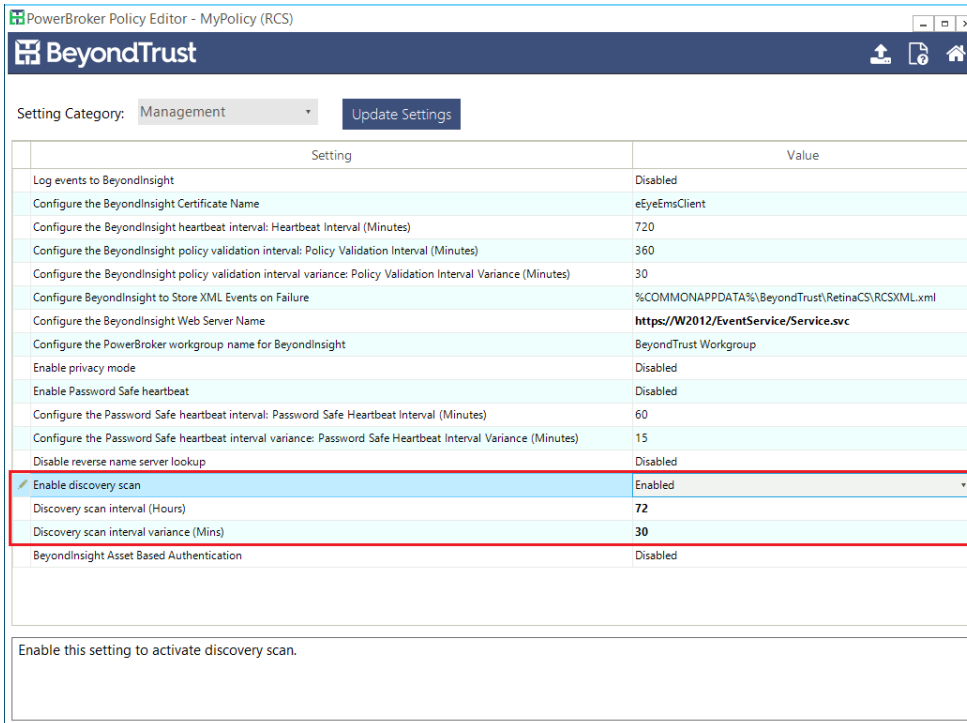 PowerBroker Policy Editor - MyPolicy (RCS)
BeyondTrust
Setting Category: Management Update Settings
Setting Value
Log events to BeyondInsight Disabled
Configure the BeyondInsight Certificate Name eEyeEmsClient
Configure the BeyondInsight heartbeat interval: Heartbeat Interval (Minutes) 720
Configure the BeyondInsight policy validation interval: Policy Validation Interval (Minutes) 360
Configure the BeyondInsight policy validation interval variance: Policy Validation Interval Variance (Minutes) 30
Configure BeyondInsight to Store XML Events on Failure %COMMONAPPDATA%\BeyondTrust\RetinaCS\RCSXML.xml
Configure the BeyondInsight Web Server Name https://W2012/EventService/Service.svc
Configure the PowerBroker workgroup name for BeyondInsight BeyondTrust Workgroup
Enable privacy mode Disabled
Enable Password Safe heartbeat Disabled
Configure the Password Safe heartbeat interval: Password Safe Heartbeat Interval (Minutes) 60
Configure the Password Safe heartbeat interval variance: Password Safe Heartbeat Interval Variance (Minutes) 15
Disable reverse name server lookup Disabled
Enable discovery scan Enabled
Discovery scan interval (Hours) 72
Discovery scan interval variance (Mins) 30
BeyondInsight Asset Based Authentication Disabled
Enable this setting to activate discovery scan.